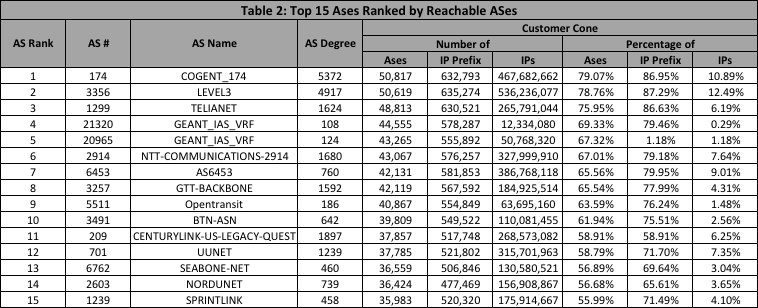 Table 2: Top 15 Ases Ranked by Reachable ASes
AS Rank AS # AS Name AS Degree Customer Cone
Number of Percentage of
Ases IP Prefix IPs Ases IP Prefix IPs
1 174 COGENT_174 5372 50,817 632,793 467,682,662 79.07% 86.95% 10.89%
2 3356 LEVEL3 4917 50,619 635,274 536,236,077 78.76% 87.29% 12.49%
3 1299 TELIANET 1624 48,813 630,521 265,791,044 75.95% 86.63% 6.19%
4 21320 GEANT_IAS_VRF 108 44,555 578,287 12,334,080 69.33% 79.46% 0.29%
5 20965 GEANT_IAS_VRF 124 43,265 555,892 50,768,320 67.32% 1.18% 1.18%
6 2914 NTT-COMMUNICATIONS-2914 1680 43,067 576,257 327,999,910 67.01% 79.18% 7.64%
7 6453 AS6453 760 42,131 581,853 386,768,118 65.56% 79.95% 9.01%
8 3257 GTT-BACKBONE 1592 42,119 567,592 184,925,514 65.54% 77.99% 4.31%
9 5511 Opentransit 186 40,867 554,849 63,695,160 63.59% 76.24% 1.48%
10 3491 BTN-ASN 642 39,809 549,522 110,081,455 61.94% 75.51% 2.56%
11 209 CENTURYLINK-US-LEGACY-QUEST 1897 37,857 517,748 268,573,082 58.91% 58.91% 6.25%
12 701 UUNET 1239 37,785 521,802 315,701,963 58.79% 71.70% 7.35%
13 6762 SEABONE-NET 460 36,559 506,846 130,580,521 56.89% 69.64% 3.04%
14 2603 NORDUNET 739 36,424 477,469 156,908,867 56.68% 65.61% 3.65%
15 1239 SPRINTLINK 458 35,983 520,320 175,914,667 55.99% 71.49% 4.10%